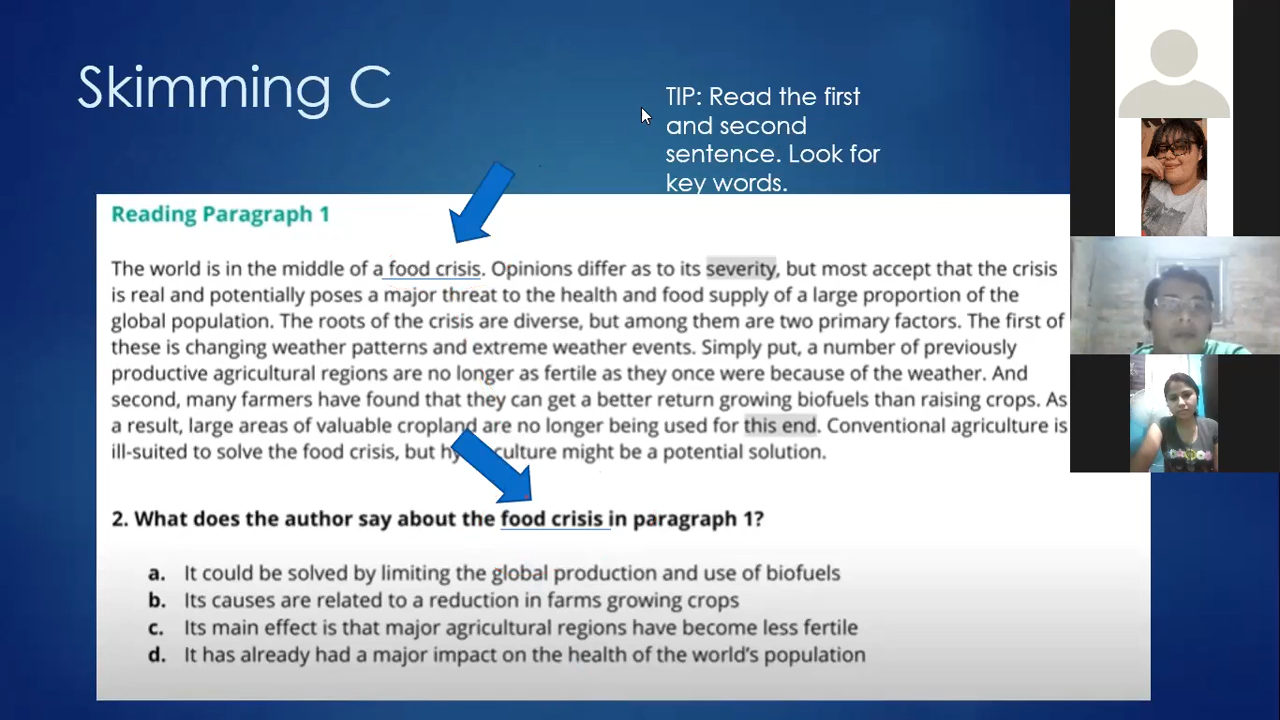 Skimming C
TIP: Read the first
and second
sentence. Look for
key words.
Reading Paragraph 1
The world is in the middle of a food crisis. Opinions differ as to its severity, but most accept that the crisis
is real and potentially poses a major threat to the health and food supply of a large proportion of the
global population. The roots of the crisis are diverse, but among them are two primary factors. The first of
these is changing weather patterns and extreme weather events. Simply put, a number of previously
productive agricultural regions are no longer as fertile as they once were because of the weather. And
second, many farmers have found that they can get a better return growing biofuels than raising crops. As
a result, large areas of valuable cropland are no longer being used for this end. Conventional agriculture is
ill-suited to solve the food crisis, but might be a potential solution.
2. What does the author say about the food crisis in paragraph 1?
a. It could be solved by limiting the global production and use of biofuels
b. Its causes are related to a reduction in farms growing crops
c. Its main effect is that major agricultural regions have become less fertile
d. It has already had a major impact on the health of the world's population